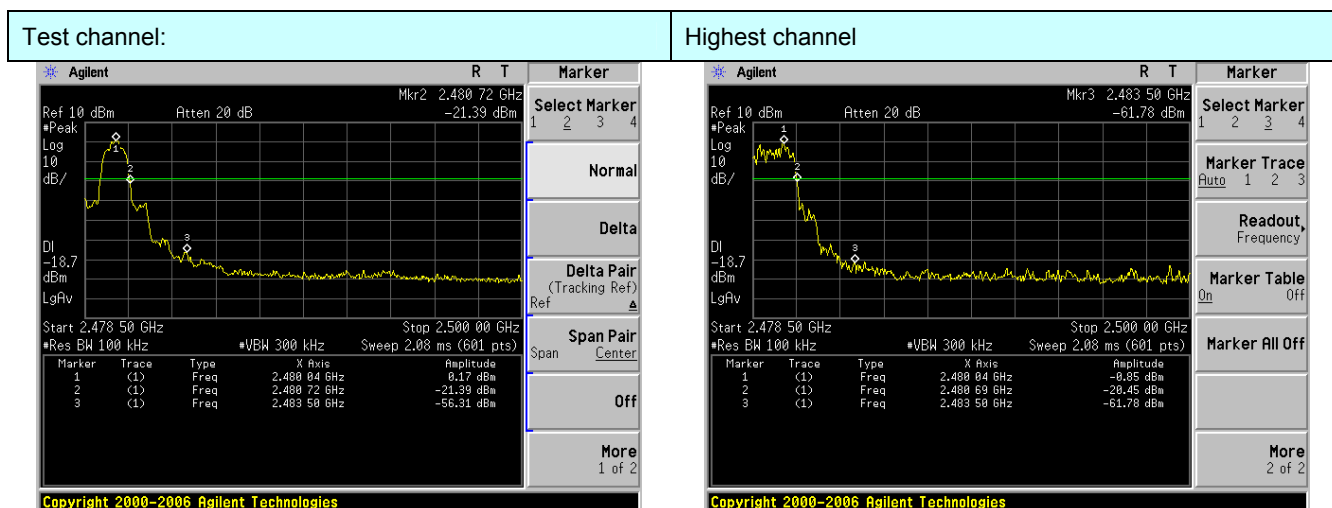 Test channel:
Highest channel
Agilent
R T
Marker
Mkr2 2.480 72 GHz
Ref 10 dBm
Atten 20 dB
-21.39 dBm
#Peak
Log
10
dB/
1
2
3
DI
-18.7
dBm
LgAv
Start 2.478 50 GHz
Stop 2.500 00 GHz
#Res BW 100 kHz
#VBW 300 kHz
Sweep 2.08 ms (601 pts)
Marker Trace Type X Axis Amplitude
1 (1) Freq 2.480 04 GHz 0.17 dBm
2 (1) Freq 2.480 72 GHz -21.39 dBm
3 (1) Freq 2.483 50 GHz -56.31 dBm
Select Marker
1 2 3 4
Normal
Delta
Delta Pair
(Tracking Ref)
Ref Δ
Span Pair
Span Center
Off
More
1 of 2
Copyright 2000-2006 Agilent Technologies
Agilent
R T
Marker
Mkr3 2.483 50 GHz
Ref 10 dBm
Atten 20 dB
-61.78 dBm
#Peak
Log
10
dB/
1
2
3
DI
-18.7
dBm
LgAv
Start 2.478 50 GHz
Stop 2.500 00 GHz
#Res BW 100 kHz
#VBW 300 kHz
Sweep 2.08 ms (601 pts)
Marker Trace Type X Axis Amplitude
1 (1) Freq 2.480 04 GHz -0.85 dBm
2 (1) Freq 2.480 69 GHz -20.45 dBm
3 (1) Freq 2.483 50 GHz -61.78 dBm
Select Marker
1 2 3 4
Marker Trace
Auto 1 2 3
Readout
Frequency
Marker Table
On Off
Marker All Off
More
2 of 2
Copyright 2000-2006 Agilent Technologies